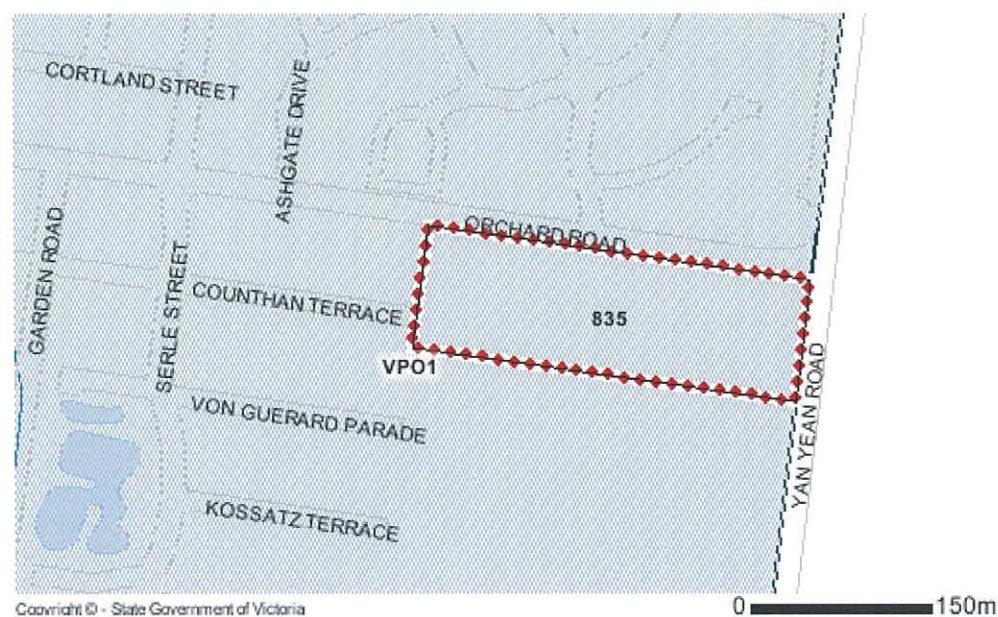 CORTLAND STREET
ASHGATE DRIVE
ORCHARD ROAD
GARDEN ROAD
SERLE STREET
COUNTHAN TERRACE
835
VPO1
YAN YEAN ROAD
VON GUERARD PARADE
KOSSATZ TERRACE
Copyright © - State Government of Victoria
0 150m